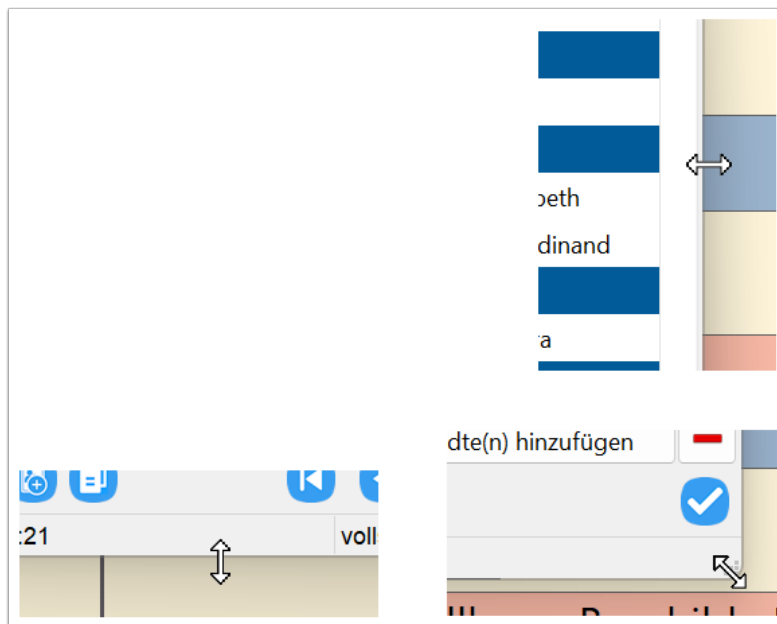 beth
dinand
ra
dte(n) hinzufügen
:21
voll